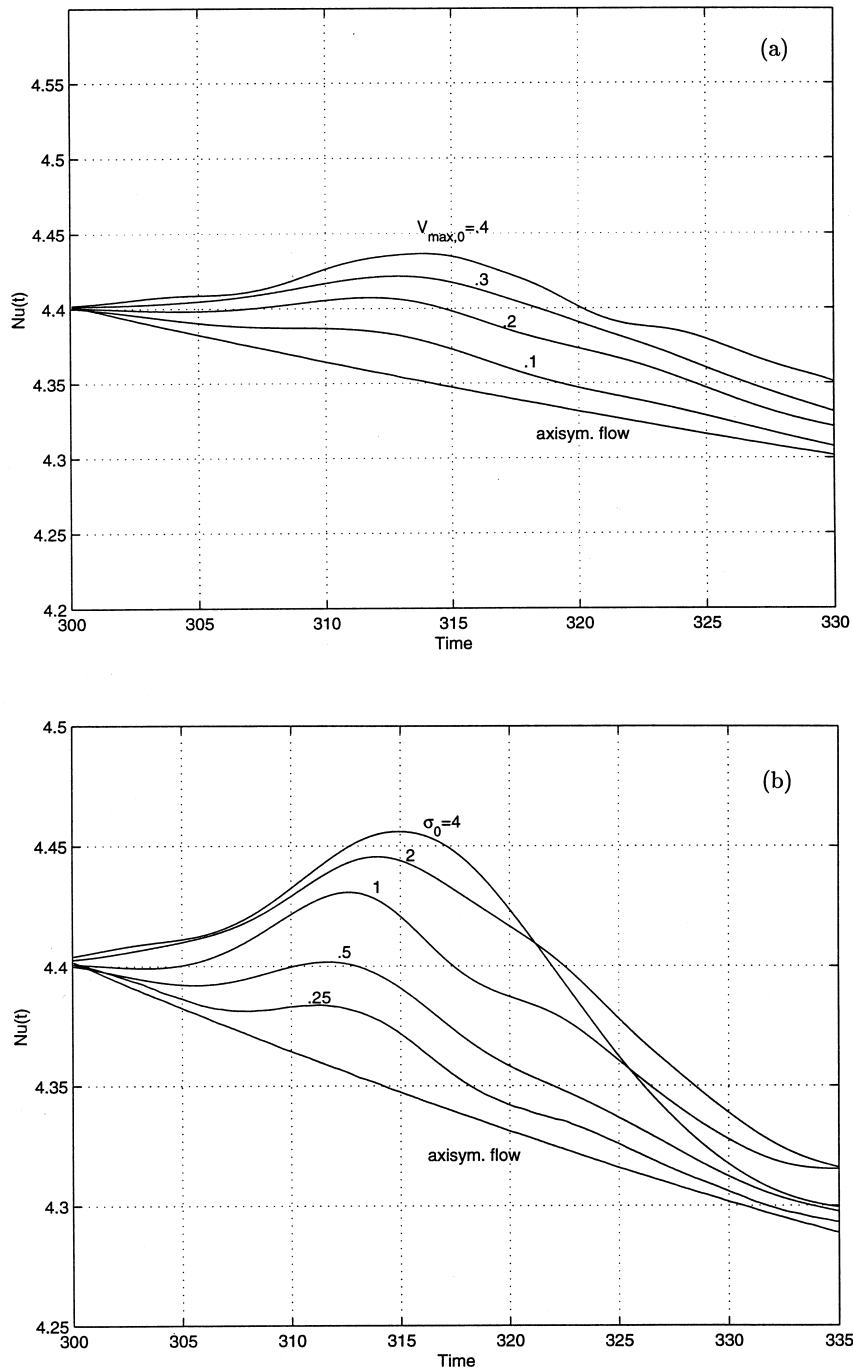 (a)
4.55
4.5
4.45
4.4
4.35
4.3
4.25
4.2
Nu(t)
V_max,0=.4
.3
.2
.1
axisym. flow
300 305 310 315 320 325 330
Time
(b)
4.5
4.45
4.4
4.35
4.3
4.25
Nu(t)
σ_0=4
2
1
.5
.25
axisym. flow
300 305 310 315 320 325 330 335
Time